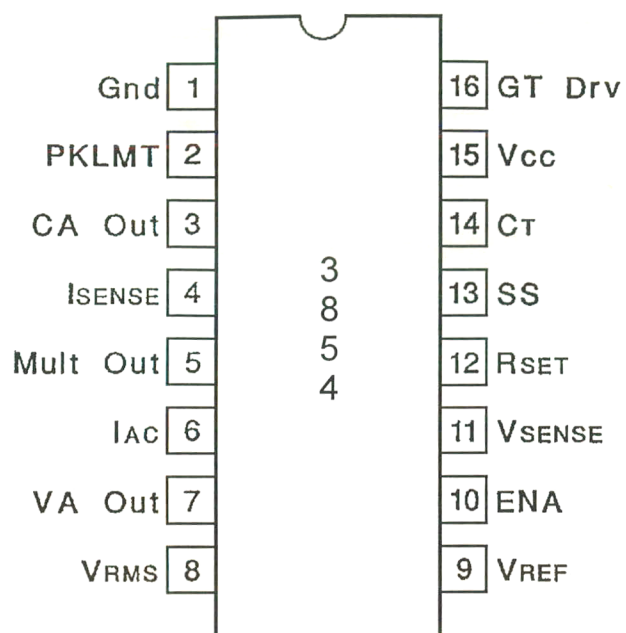 Gnd 1 16 GT Drv
PKLMT 2 15 Vcc
CA Out 3 14 CT
ISENSE 4 13 SS
Mult Out 5 12 RSET
IAC 6 11 VSENSE
VA Out 7 10 ENA
VRMS 8 9 VREF
3
8
5
4